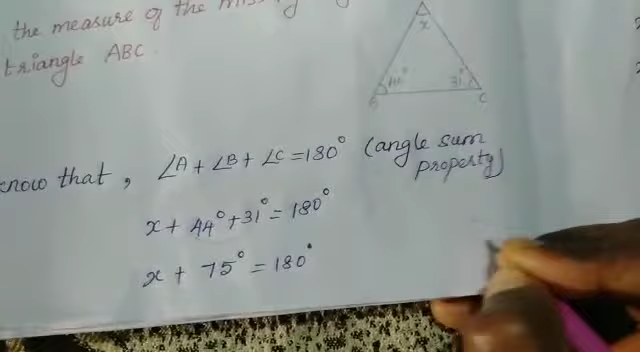 the measure of the
triangle ABC.
x
44°
31°
C
know that, ∠A + ∠B + ∠C = 180° (angle sum
property)
x + 44° + 31° = 180°
x + 75° = 180°